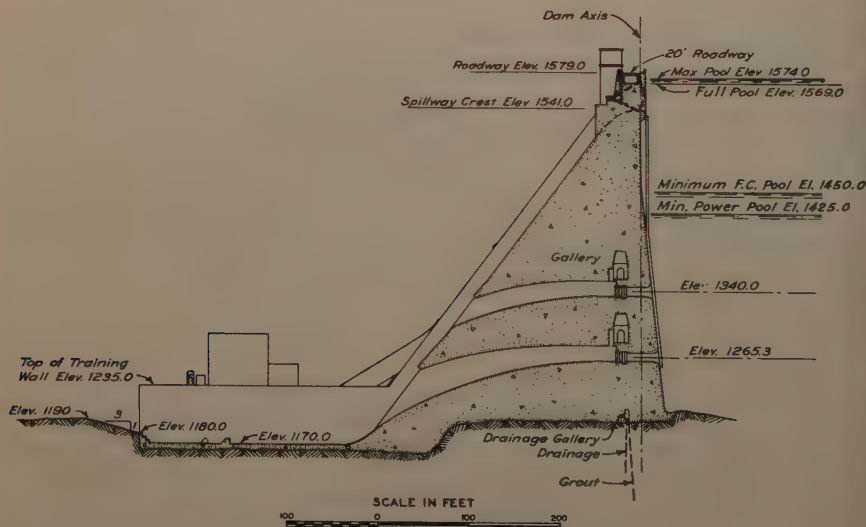 Dam Axis
20' Roadway
Roadway Elev. 1579.0
Max Pool Elev 1574.0
Full Pool Elev. 1569.0
Spillway Crest Elev 1541.0
Minimum F.C. Pool El. 1450.0
Min. Power Pool El. 1425.0
Gallery
Elev 1340.0
Elev. 1265.3
Top of Training
Wall Elev. 1235.0
Elev. 1190
3
1
Elev. 1180.0
Elev. 1170.0
Drainage Gallery
Drainage
Grout
SCALE IN FEET
100 0 100 200